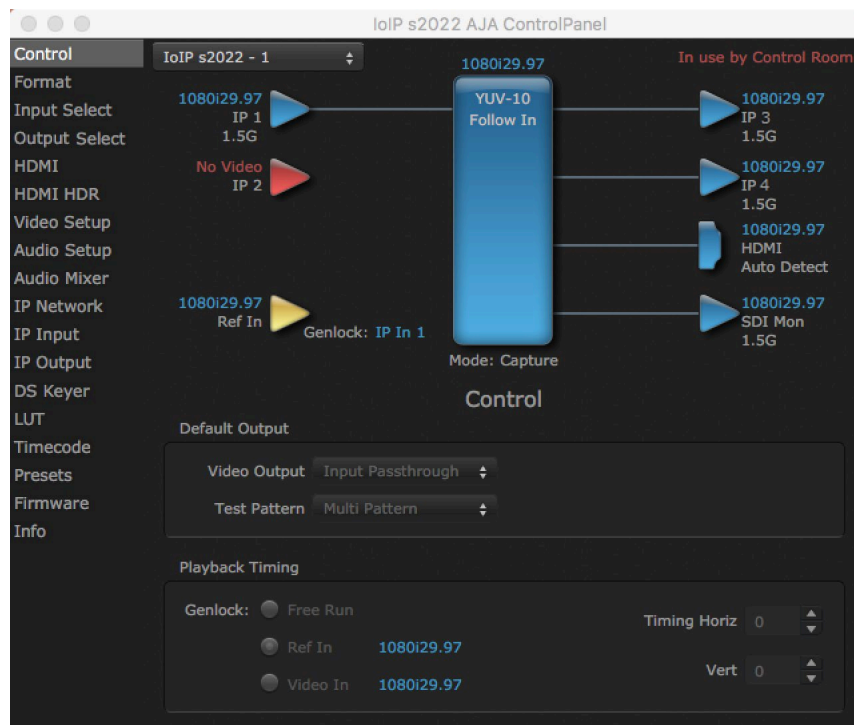 IoIP s2022 AJA ControlPanel
Control
Format
Input Select
Output Select
HDMI
HDMI HDR
Video Setup
Audio Setup
Audio Mixer
IP Network
IP Input
IP Output
DS Keyer
LUT
Timecode
Presets
Firmware
Info
IoIP s2022 - 1
1080i29.97
In use by Control Room
1080i29.97
IP 1
1.5G
No Video
IP 2
1080i29.97
Ref In
Genlock: IP In 1
YUV-10
Follow In
Mode: Capture
1080i29.97
IP 3
1.5G
1080i29.97
IP 4
1.5G
1080i29.97
HDMI
Auto Detect
1080i29.97
SDI Mon
1.5G
Control
Default Output
Video Output Input Passthrough
Test Pattern Multi Pattern
Playback Timing
Genlock: Free Run
Ref In 1080i29.97
Video In 1080i29.97
Timing Horiz 0
Vert 0